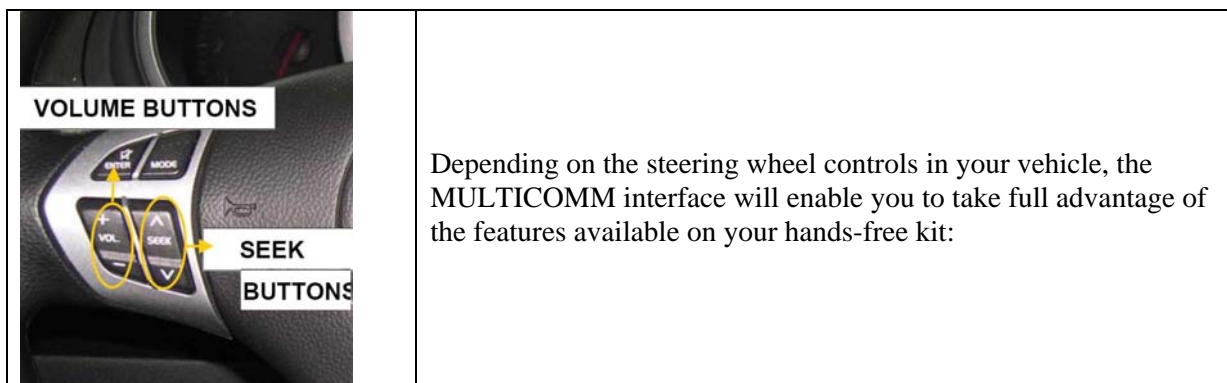 VOLUME BUTTONS
ENTER
MODE
+
VOL.
–
SEEK
SEEK
BUTTONS
Depending on the steering wheel controls in your vehicle, the
MULTICOMM interface will enable you to take full advantage of
the features available on your hands-free kit: